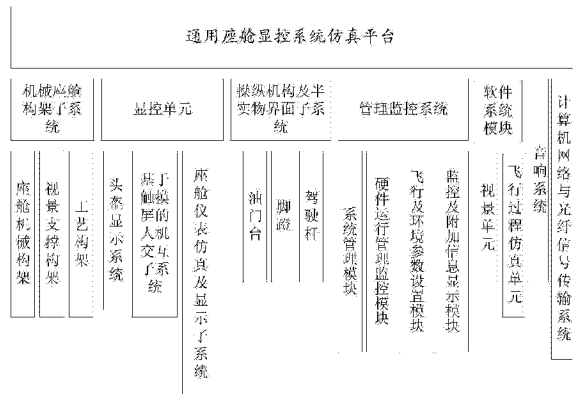 通用座舱显控系统仿真平台
机械座舱
构架子系
统
显控单元
操纵机构及半
实物界面子系
统
管理监控系统
软件
系统
模块
音响系统
计算机网络与光纤信号传输系统
座舱机械构架
视景支撑构架
工艺构架
头盔显示系统
基于
触摸
屏的
人机
交互
子系
统
座舱仪表仿真及显示子系统
油门台
脚蹬
驾驶杆
系统管理模块
硬件运行管理监控模块
飞行及环境参数设置模块
监控及附加信息显示模块
视景单元
飞行过程仿真单元